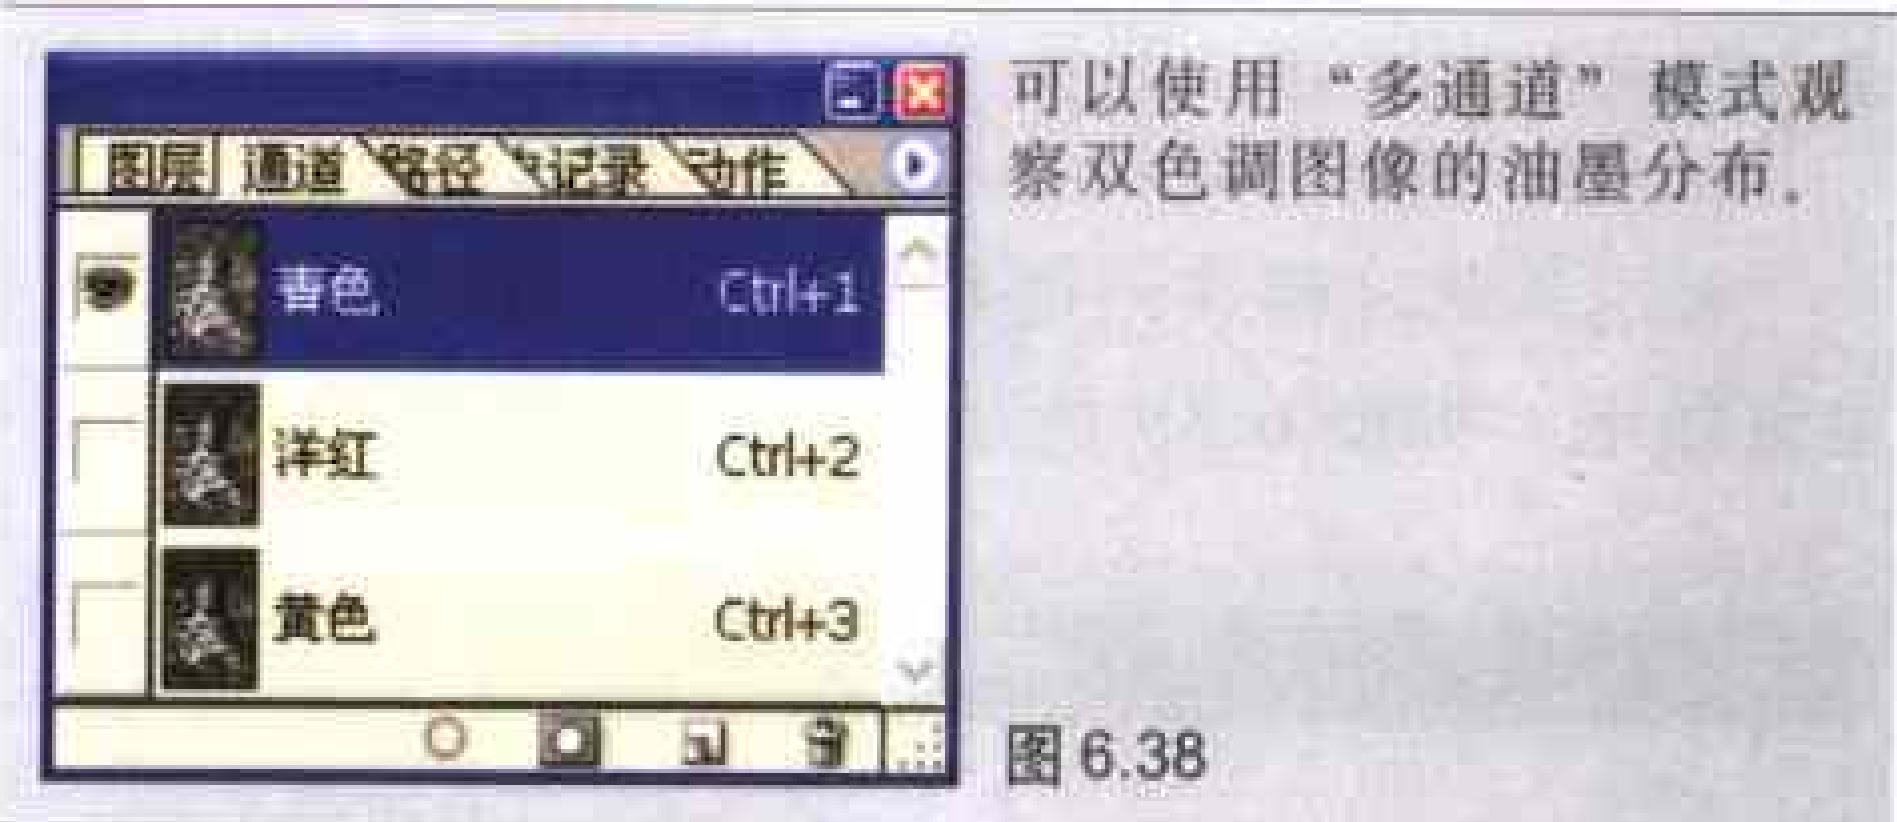 图层 通道 路径 记录 动作
青色 Ctrl+1
洋红 Ctrl+2
黄色 Ctrl+3
可以使用“多通道”模式观
察双色调图像的油墨分布。
图 6.38